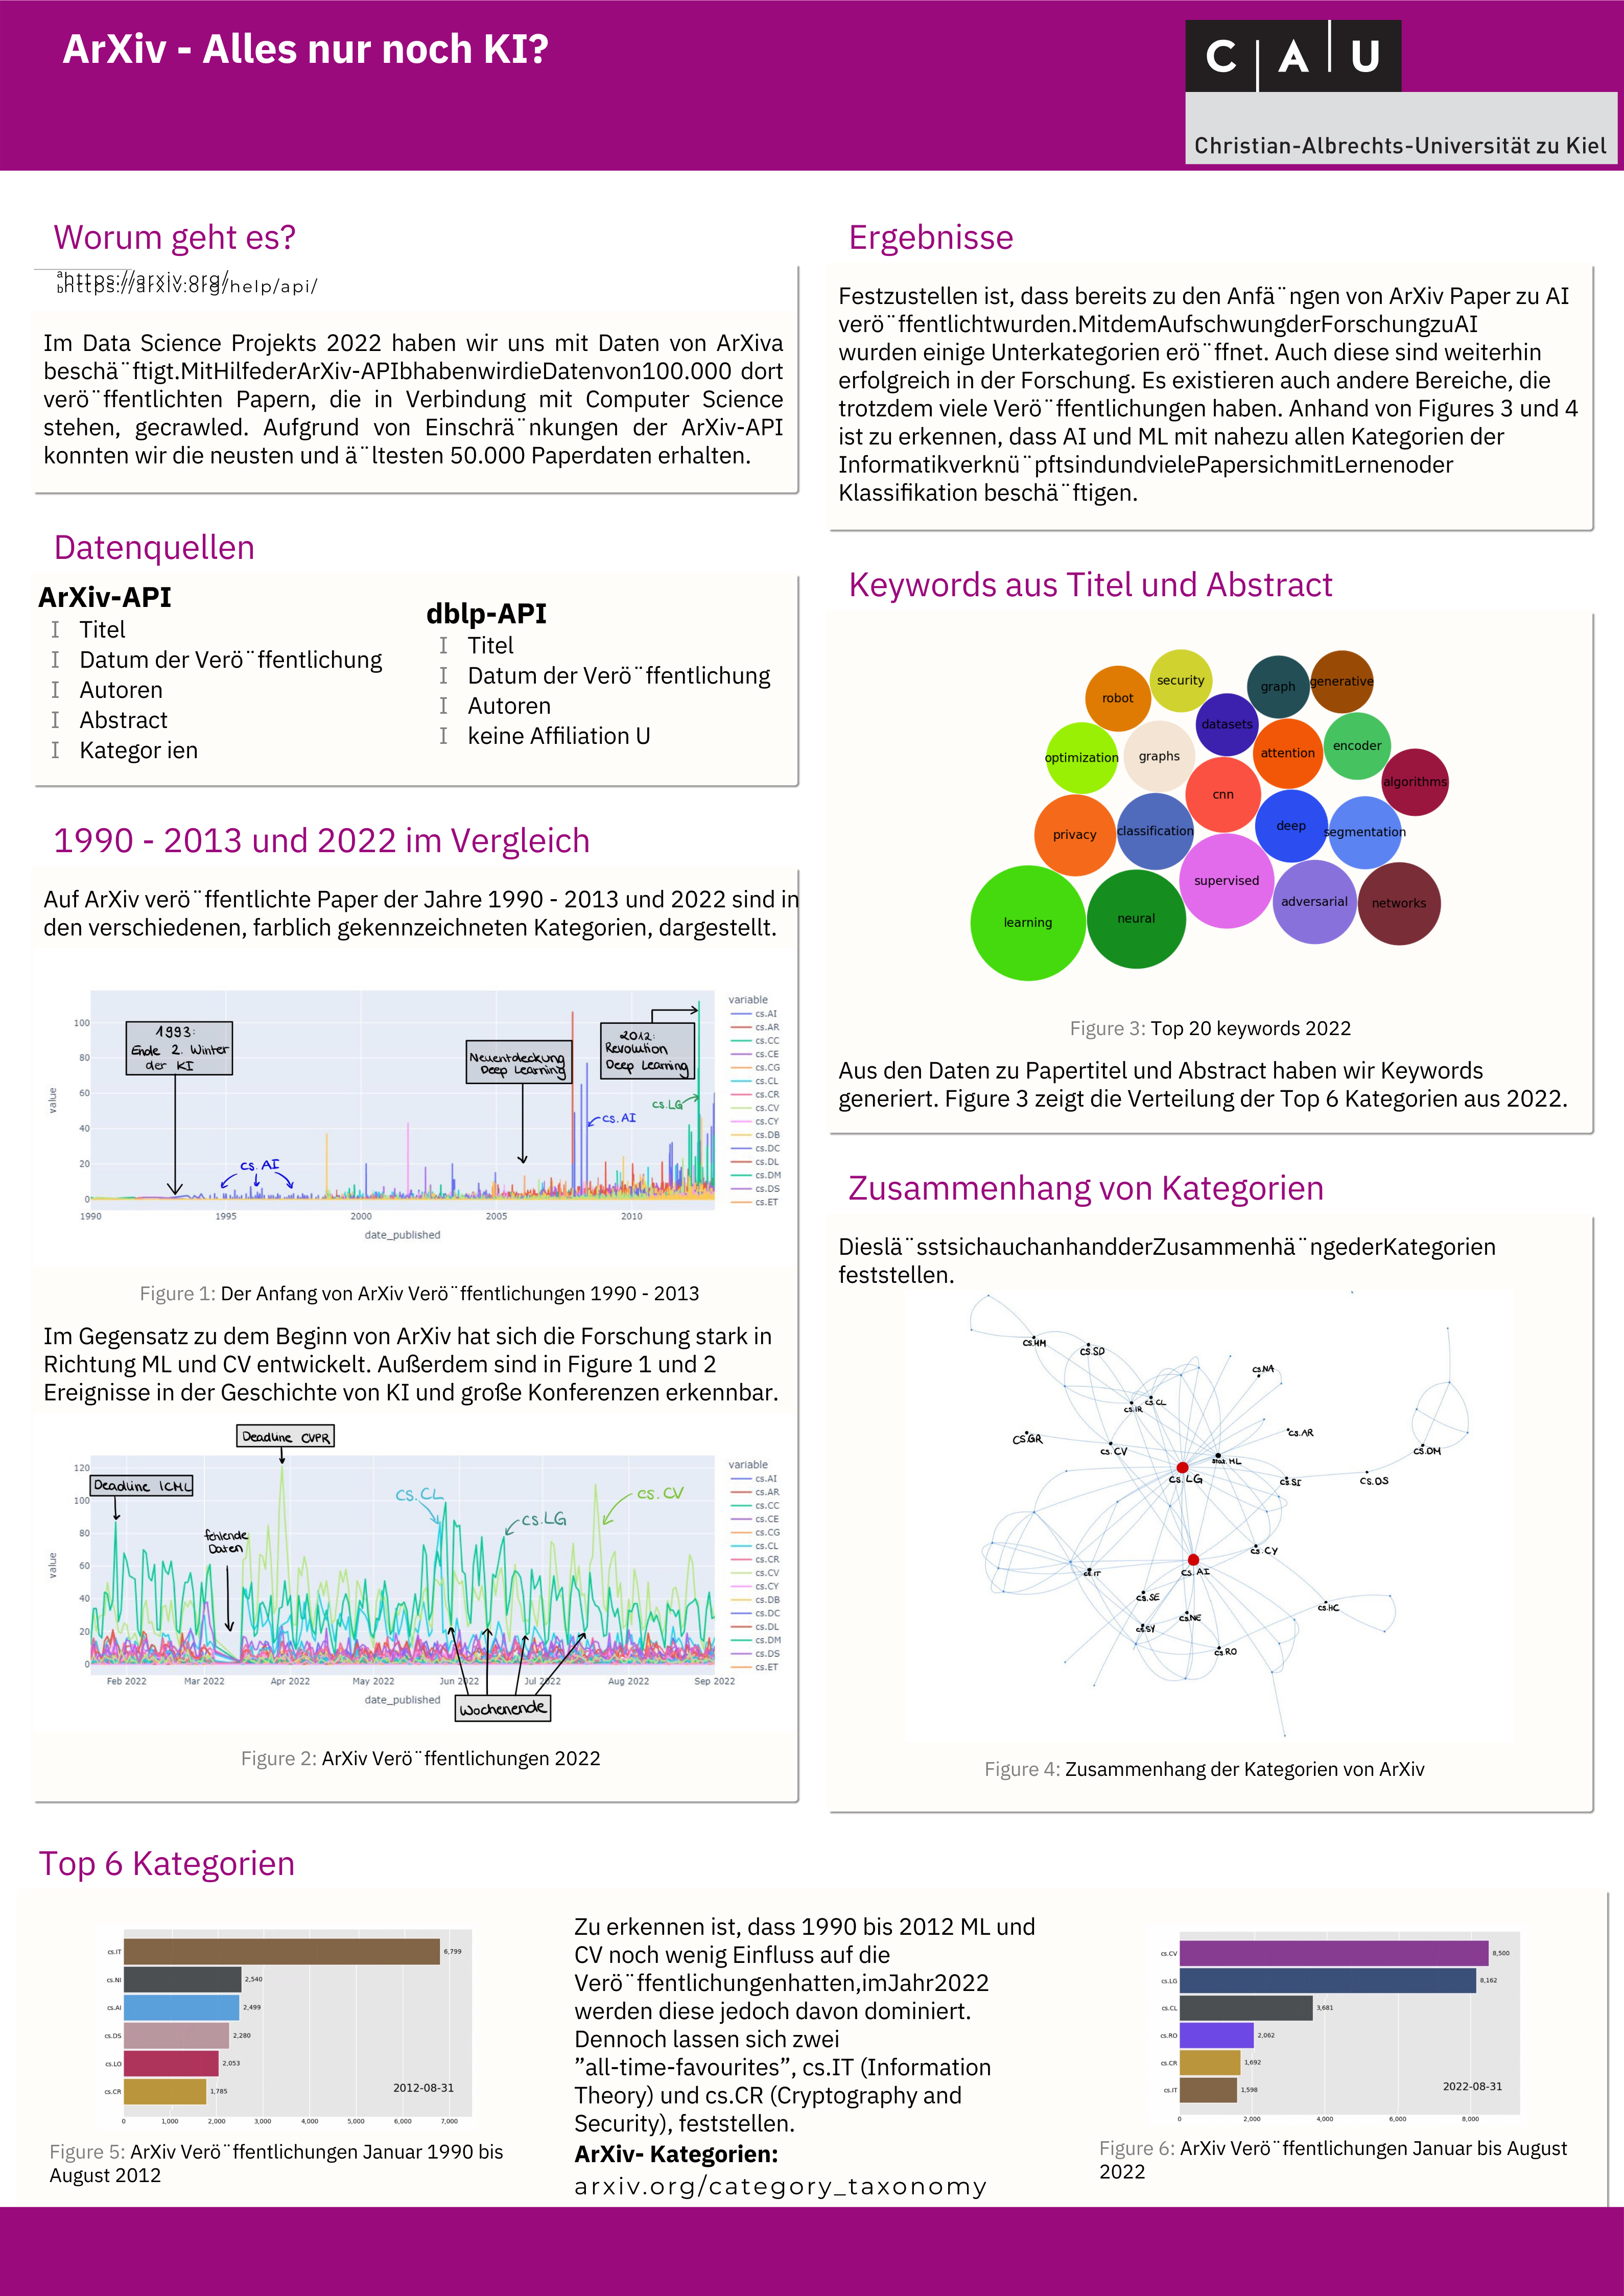 ArXiv - Alles nur noch KI?
C A U
Christian-Albrechts-Universität zu Kiel
Worum geht es?
ahttps://arxiv.org/
bhttps://arxiv.org/help/api/
Im Data Science Projekts 2022 haben wir uns mit Daten von ArXiva
beschä¨ftigt.MitHilfederArXiv-APIbhabenwirdieDatenvon100.000 dort
verö¨ffentlichten Papern, die in Verbindung mit Computer Science
stehen, gecrawled. Aufgrund von Einschrä¨nkungen der ArXiv-API
konnten wir die neusten und ä¨ltesten 50.000 Paperdaten erhalten.
Datenquellen
ArXiv-API
I Titel
I Datum der Verö¨ffentlichung
I Autoren
I Abstract
I Kategor ien
dblp-API
I Titel
I Datum der Verö¨ffentlichung
I Autoren
I keine Affiliation U
1990 - 2013 und 2022 im Vergleich
Auf ArXiv verö¨ffentlichte Paper der Jahre 1990 - 2013 und 2022 sind in
den verschiedenen, farblich gekennzeichneten Kategorien, dargestellt.
value
100
80
60
40
20
0
1990
1995
2000
2005
2010
date_published
1993:
Ende 2. Winter
der KI
Neuentdeckung
Deep Learning
2012:
Revolution
Deep Learning
cs.AI
cs.AI
cs.LG
variable
cs.AI
cs.AR
cs.CC
cs.CE
cs.CG
cs.CL
cs.CR
cs.CV
cs.CY
cs.DB
cs.DC
cs.DL
cs.DM
cs.DS
cs.ET
Figure 1: Der Anfang von ArXiv Verö¨ffentlichungen 1990 - 2013
Im Gegensatz zu dem Beginn von ArXiv hat sich die Forschung stark in
Richtung ML und CV entwickelt. Außerdem sind in Figure 1 und 2
Ereignisse in der Geschichte von KI und große Konferenzen erkennbar.
Deadline CVPR
Deadline ICML
fehlende
Daten
cs.CL
cs.LG
cs.CV
Wochenende
value
120
100
80
60
40
20
0
Feb 2022
Mar 2022
Apr 2022
May 2022
Jun 2022
Jul 2022
Aug 2022
Sep 2022
date_published
variable
cs.AI
cs.AR
cs.CC
cs.CE
cs.CG
cs.CL
cs.CR
cs.CV
cs.CY
cs.DB
cs.DC
cs.DL
cs.DM
cs.DS
cs.ET
Figure 2: ArXiv Verö¨ffentlichungen 2022
Ergebnisse
Festzustellen ist, dass bereits zu den Anfä¨ngen von ArXiv Paper zu AI
verö¨ffentlichtwurden.MitdemAufschwungderForschungzuAI
wurden einige Unterkategorien erö¨ffnet. Auch diese sind weiterhin
erfolgreich in der Forschung. Es existieren auch andere Bereiche, die
trotzdem viele Verö¨ffentlichungen haben. Anhand von Figures 3 und 4
ist zu erkennen, dass AI und ML mit nahezu allen Kategorien der
Informatikverknü¨pftsindundvielePapersichmitLernenoder
Klassifikation beschä¨ftigen.
Keywords aus Titel und Abstract
security
graph
generative
robot
datasets
optimization
graphs
attention
encoder
algorithms
cnn
privacy
classification
deep
segmentation
supervised
learning
neural
adversarial
networks
Figure 3: Top 20 keywords 2022
Aus den Daten zu Papertitel und Abstract haben wir Keywords
generiert. Figure 3 zeigt die Verteilung der Top 6 Kategorien aus 2022.
Zusammenhang von Kategorien
Dieslä¨sstsichauchanhandderZusammenhä¨ngederKategorien
feststellen.
cs.MM
cs.SD
cs.NA
cs.IR
cs.CL
cs.GR
cs.CV
cs.AR
stat.ML
cs.LG
cs.SI
cs.DS
cs.DM
cs.CY
cs.IT
cs.AI
cs.SE
cs.NE
cs.SY
cs.HC
cs.RO
Figure 4: Zusammenhang der Kategorien von ArXiv
Top 6 Kategorien
cs.IT 6,799
cs.NI 2,540
cs.AI 2,499
cs.DS 2,280
cs.LO 2,053
cs.CR 1,785
2012-08-31
0 1,000 2,000 3,000 4,000 5,000 6,000 7,000
Figure 5: ArXiv Verö¨ffentlichungen Januar 1990 bis
August 2012
Zu erkennen ist, dass 1990 bis 2012 ML und
CV noch wenig Einfluss auf die
Verö¨ffentlichungenhatten,imJahr2022
werden diese jedoch davon dominiert.
Dennoch lassen sich zwei
”all-time-favourites”, cs.IT (Information
Theory) und cs.CR (Cryptography and
Security), feststellen.
ArXiv- Kategorien:
arxiv.org/category_taxonomy
cs.CV 8,500
cs.LG 8,162
cs.CL 3,681
cs.RO 2,062
cs.CR 1,692
cs.IT 1,598
2022-08-31
0 2,000 4,000 6,000 8,000
Figure 6: ArXiv Verö¨ffentlichungen Januar bis August
2022